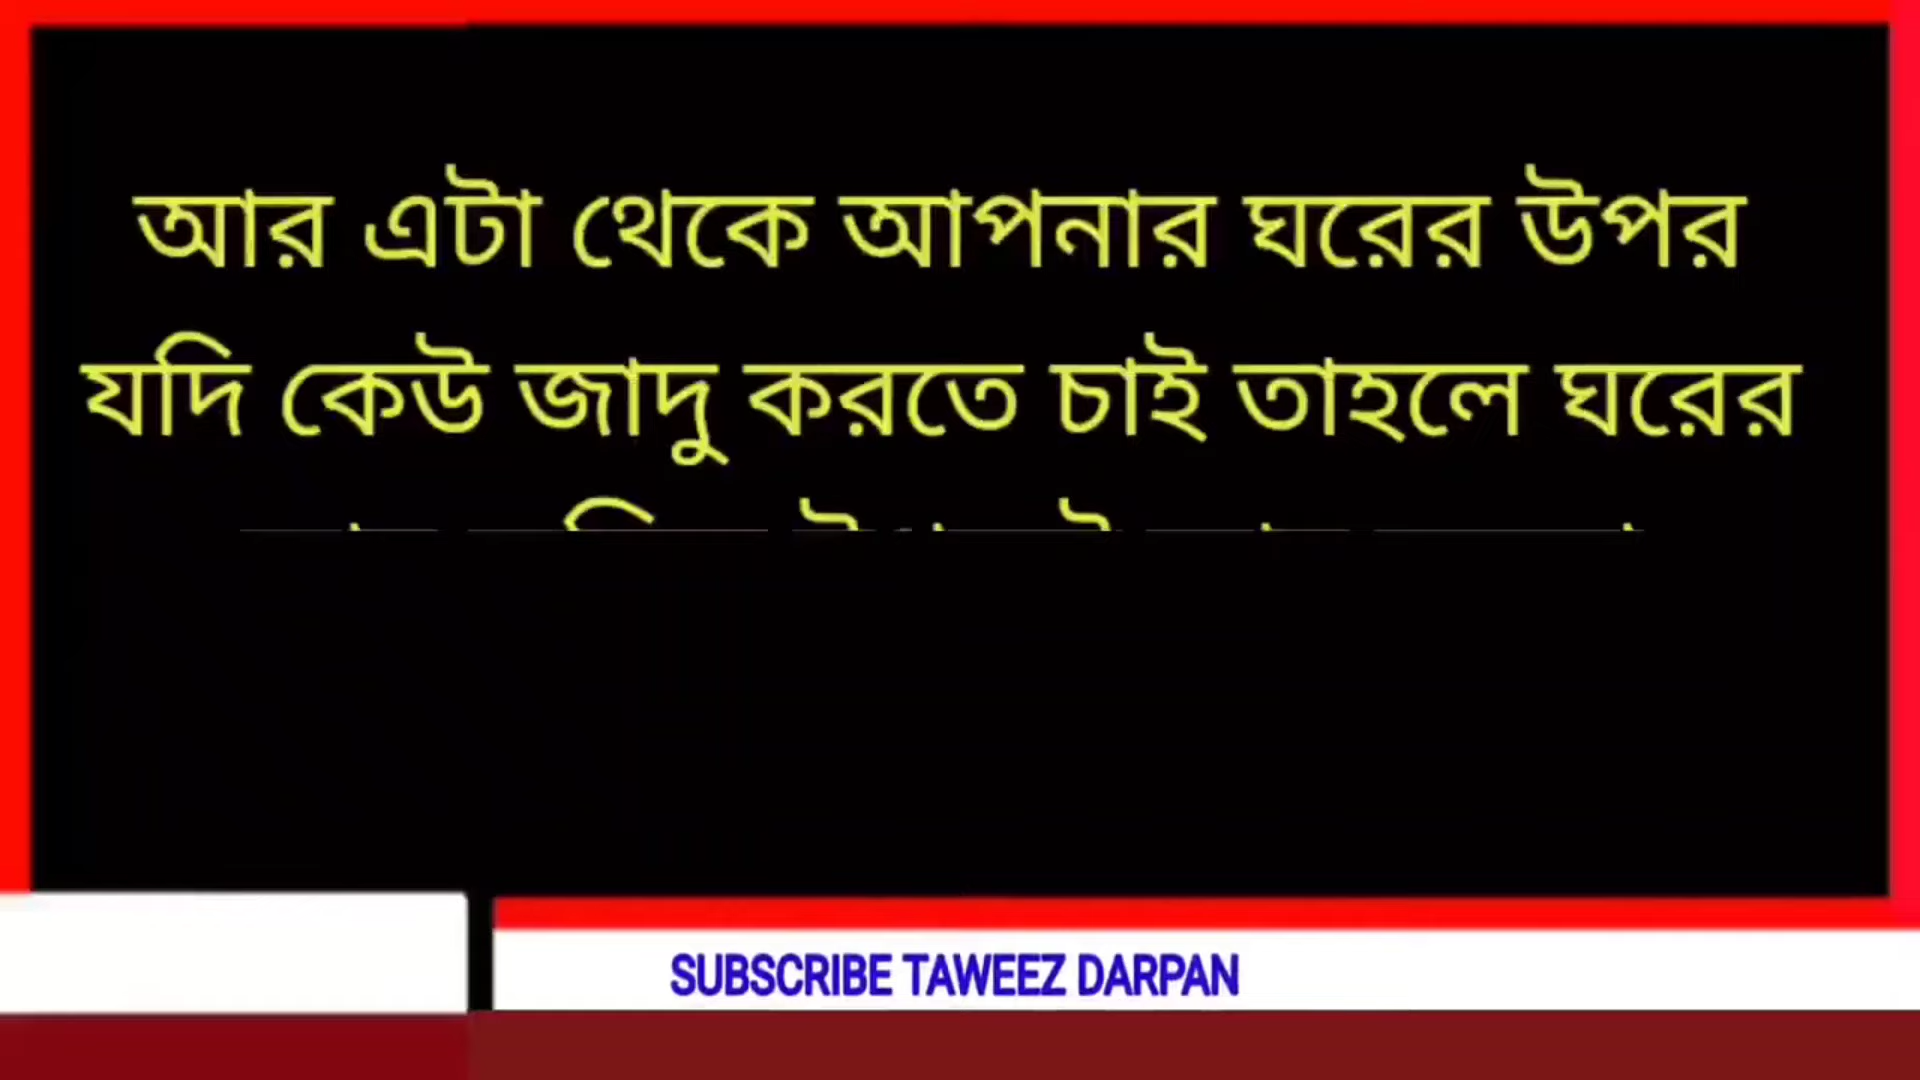 আর এটা থেকে আপনার ঘরের উপর
যদি কেউ জাদু করতে চাই তাহলে ঘরের
SUBSCRIBE TAWEEZ DARPAN